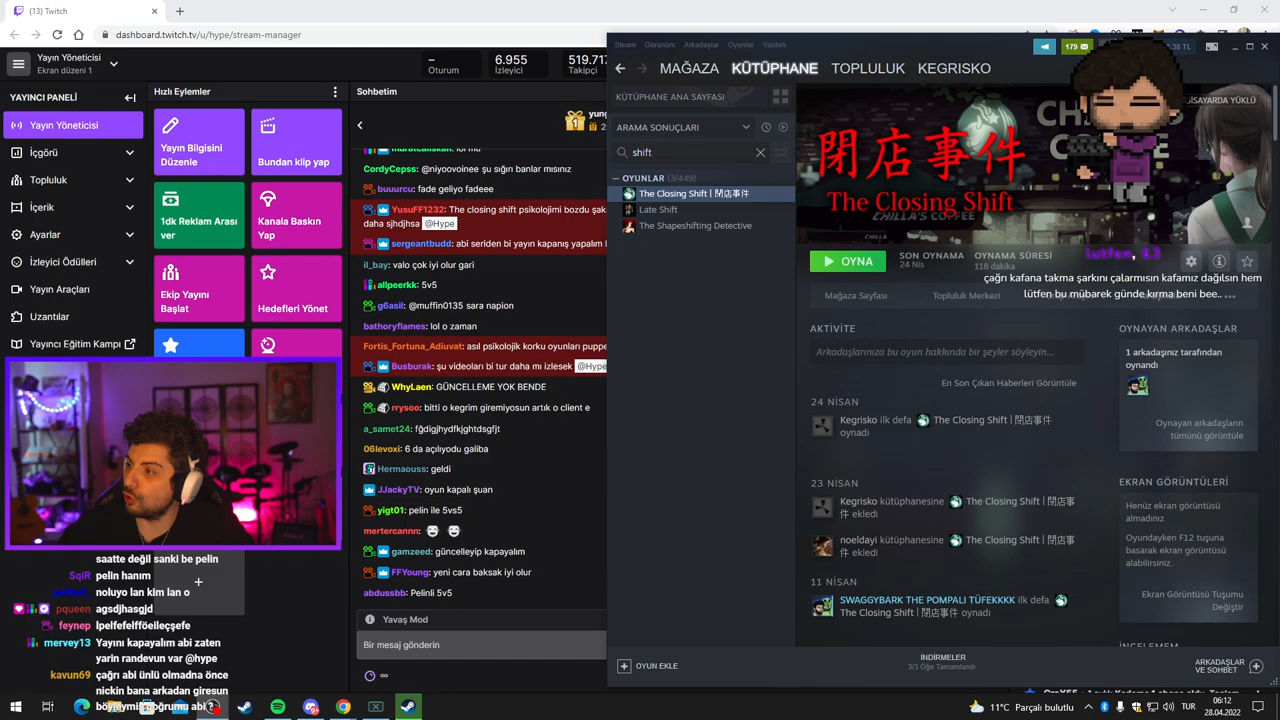 (13) Twitch
dashboard.twitch.tv/u/hype/stream-manager
Yayın Yöneticisi
Ekran düzeni 1
–
Oturum
6.955
İzleyici
519.717
Takipçi
YAYINCI PANELİ
Yayın Yöneticisi
İçgörü
Topluluk
İçerik
Ayarlar
İzleyici Ödülleri
Yayın Araçları
Uzantılar
Yayıncı Eğitim Kampı
Hızlı Eylemler
Yayın Bilgisini Düzenle
Bundan klip yap
1dk Reklam Arası ver
Kanala Baskın Yap
Ekip Yayını Başlat
Hedefleri Yönet
Sohbetim
yung
CordyCepss: @niyoovoinee şu sığın banlar mısınız
buuurcu: fade geliyo fadeee
YusuFF1232: The closing shift psikolojimi bozdu şaka
daha sjhdjhsa @Hype
sergeantbudd: abi seriden bi yayın kapanış yapalım l
il_bay: valo çok iyi olur gari
allpeerkk: 5v5
g6asil: @muffin0135 sara napion
bathoryflames: lol o zaman
Fortis_Fortuna_Adiuvat: asıl psikolojik korku oyunları puppe
Busburak: şu videoları bi tur daha mı izlesek @Hype
WhyLaen: GÜNCELLEME YOK BENDE
rrysoo: bitti o kegrim giremiyosun artık o client e
a_samet24: fğdigjhydfkjghtdsgfjt
06levoxi: 6 da açılıyodu galiba
Hermaouss: geldi
JJackyTV: oyun kapalı şuan
yigt01: pelin ile 5vs5
mertercannn:
gamzeed: güncelleyip kapayalım
FFYoung: yeni cara baksak iyi olur
abdussbb: Pelinli 5v5
Yavaş Mod
Bir mesaj gönderin
saatte değil sanki be pelin
SqiR pelin hanım
noluyo lan kim lan o
pqueen agsdjhasgjd
feynep lpelfefelfföeileçşefe
mervey13 Yayını kapayalım abi zaten
yarin randevun var @hype
kavun69 çağrı abi ünlü olmadna önce
nickin bana arkadan giresun
Steam Görünüm Arkadaşlar Oyunlar Yardım
179
MAĞAZA KÜTÜPHANE TOPLULUK KEGRISKO
KÜTÜPHANE ANA SAYFASI
ARAMA SONUÇLARI
shift
OYUNLAR (3/449)
The Closing Shift | 閉店事件
Late Shift
The Shapeshifting Detective
閉店事件
The Closing Shift
CHILLA'S COFFEE
OYNA
SON OYNAMA
24 Nis
OYNAMA SÜRESİ
118 dakika
lutfen, 13
çağrı kafana takma şarkını çalarmısın kafamız dağılsın hem
lütfen bu mübarek günde kırma beni bee..
Mağaza Sayfası
Topluluk Merkezi
AKTİVİTE
Arkadaşlarınıza bu oyun hakkında bir şeyler söyleyin...
En Son Çıkan Haberleri Görüntüle
24 NİSAN
Kegrisko ilk defa The Closing Shift | 閉店事件
oynadı
23 NİSAN
Kegrisko kütüphanesine The Closing Shift | 閉店事
件 ekledi
noeldayi kütüphanesine The Closing Shift | 閉店事
件 ekledi
11 NİSAN
SWAGGYBARK THE POMPALI TÜFEKKKK ilk defa
The Closing Shift | 閉店事件 oynadı
OYNAYAN ARKADAŞLAR
1 arkadaşınız tarafından
oynandı
Oynayan arkadaşların
tümünü görüntüle
EKRAN GÖRÜNTÜLERİ
Henüz ekran görüntüsü
almadınız
Oyundayken F12 tuşuna
basarak ekran görüntüsü
alabilirsiniz.
Ekran Görüntüsü Tuşumu
Değiştir
OYUN EKLE
İNDİRMELER
3/3 Öğe Tamamlandı
ARKADAŞLAR
VE SOHBET
11°C Parçalı bulutlu
TUR
06:12
28.04.2022